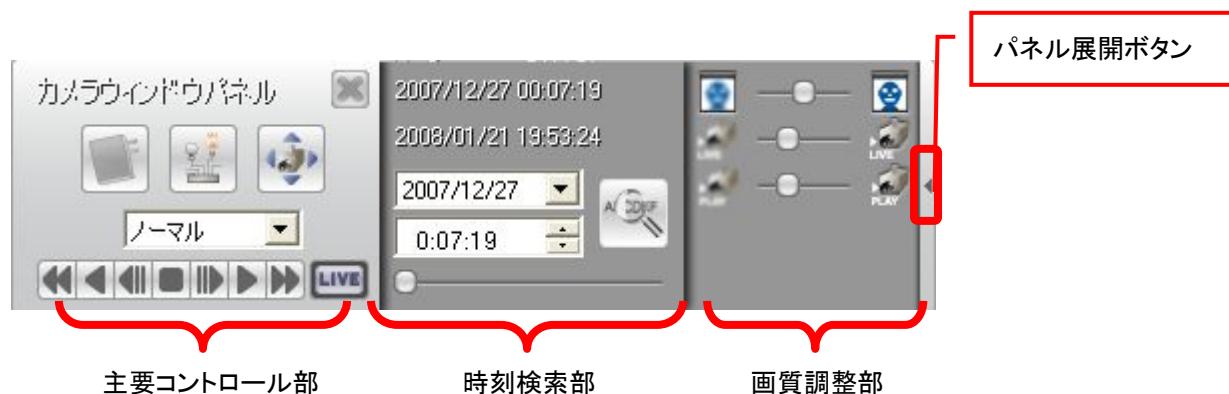 パネル展開ボタン
カメラウィンドウパネル
ノーマル
LIVE
2007/12/27 00:07:19
2008/01/21 19:53:24
2007/12/27
0:07:19
LIVE
LIVE
PLAY
PLAY
主要コントロール部
時刻検索部
画質調整部